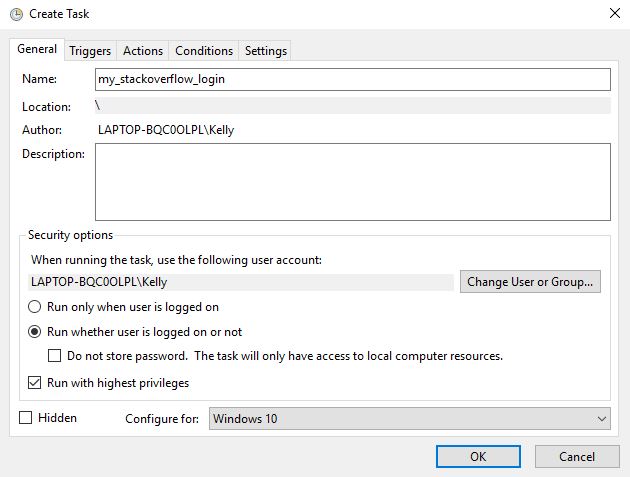 Create Task
General Triggers Actions Conditions Settings
Name: my_stackoverflow_login
Location: \
Author: LAPTOP-BQC0OLPL\Kelly
Description:
Security options
When running the task, use the following user account:
LAPTOP-BQC0OLPL\Kelly Change User or Group...
Run only when user is logged on
Run whether user is logged on or not
Do not store password. The task will only have access to local computer resources.
Run with highest privileges
Hidden Configure for: Windows 10
OK Cancel